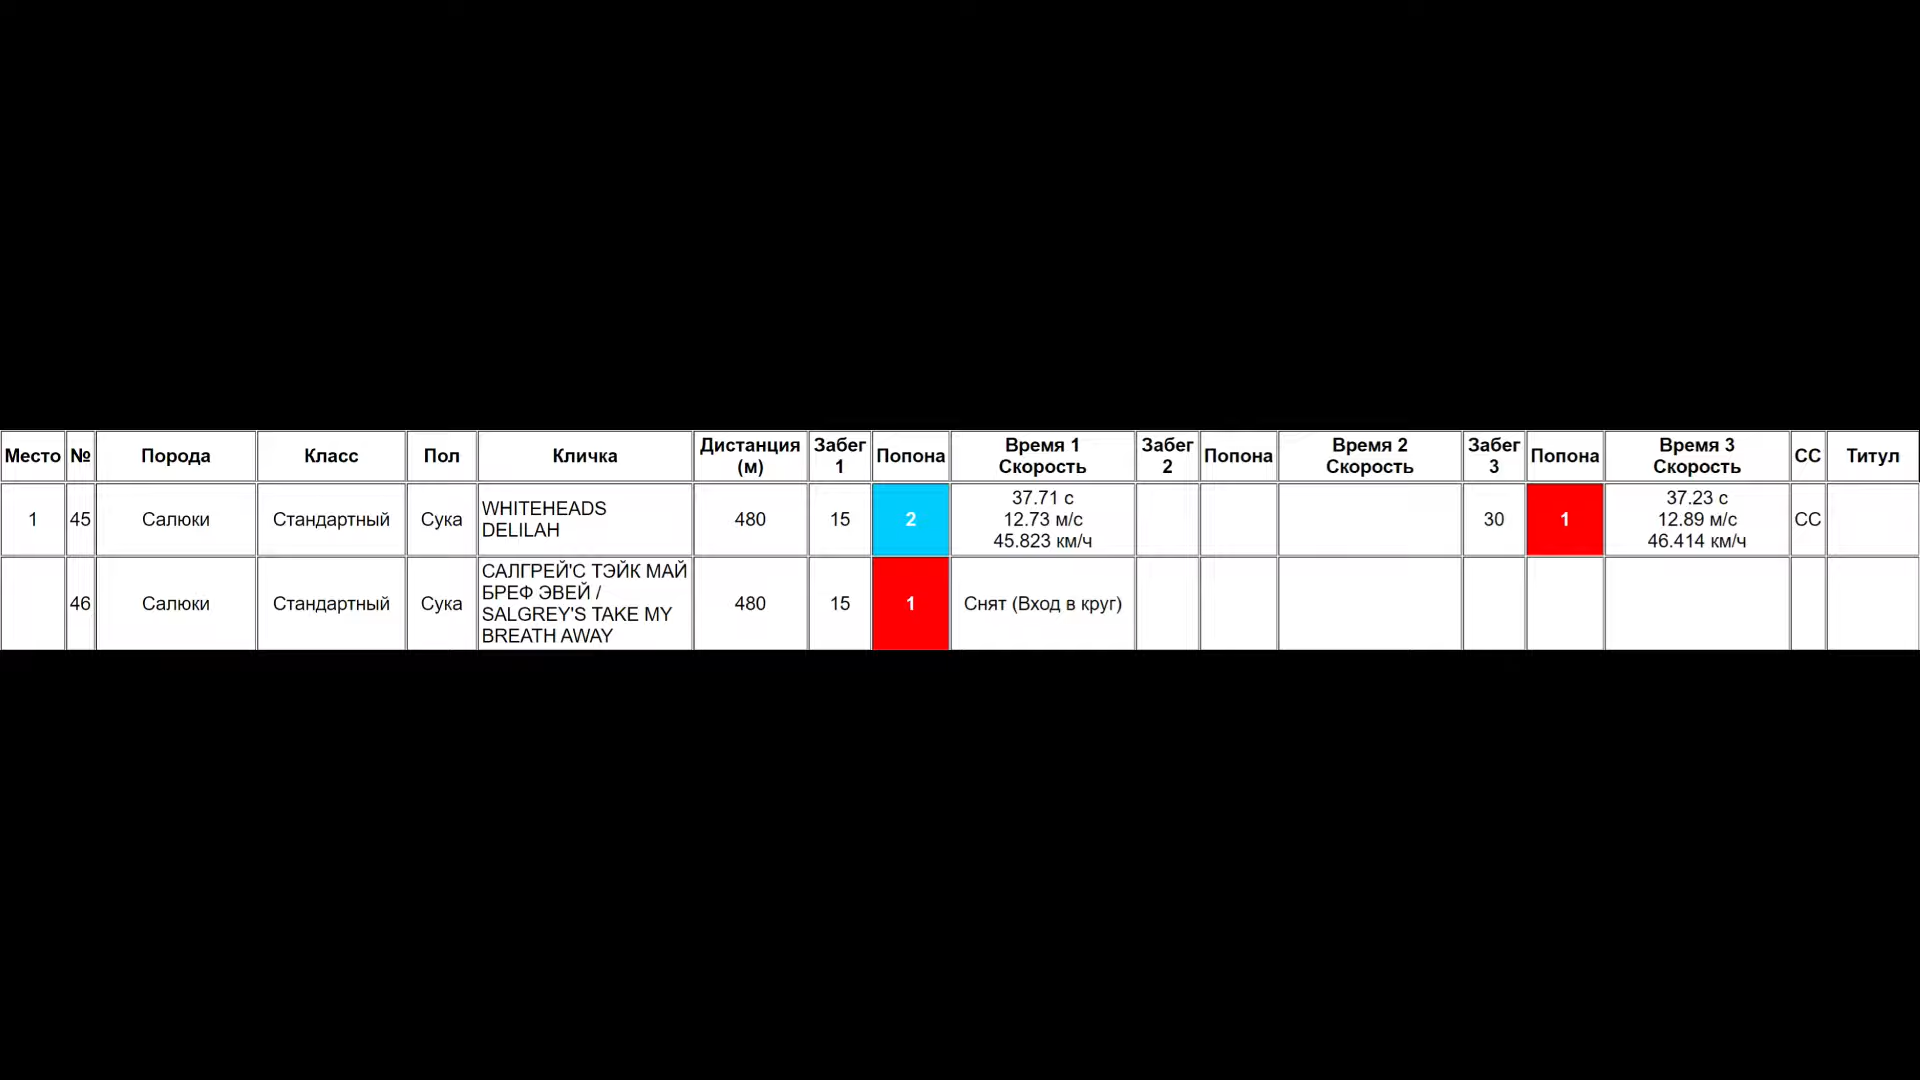 Место № Порода Класс Пол Кличка Дистанция (м) Забег 1 Попона Время 1 Скорость Забег 2 Попона Время 2 Скорость Забег 3 Попона Время 3 Скорость СС Титул
1 45 Салюки Стандартный Сука WHITEHEADS DELILAH 480 15 2 37.71 с 12.73 м/с 45.823 км/ч 30 1 37.23 с 12.89 м/с 46.414 км/ч СС
46 Салюки Стандартный Сука САЛГРЕЙ'С ТЭЙК МАЙ БРЕФ ЭВЕЙ / SALGREY'S TAKE MY BREATH AWAY 480 15 1 Снят (Вход в круг)